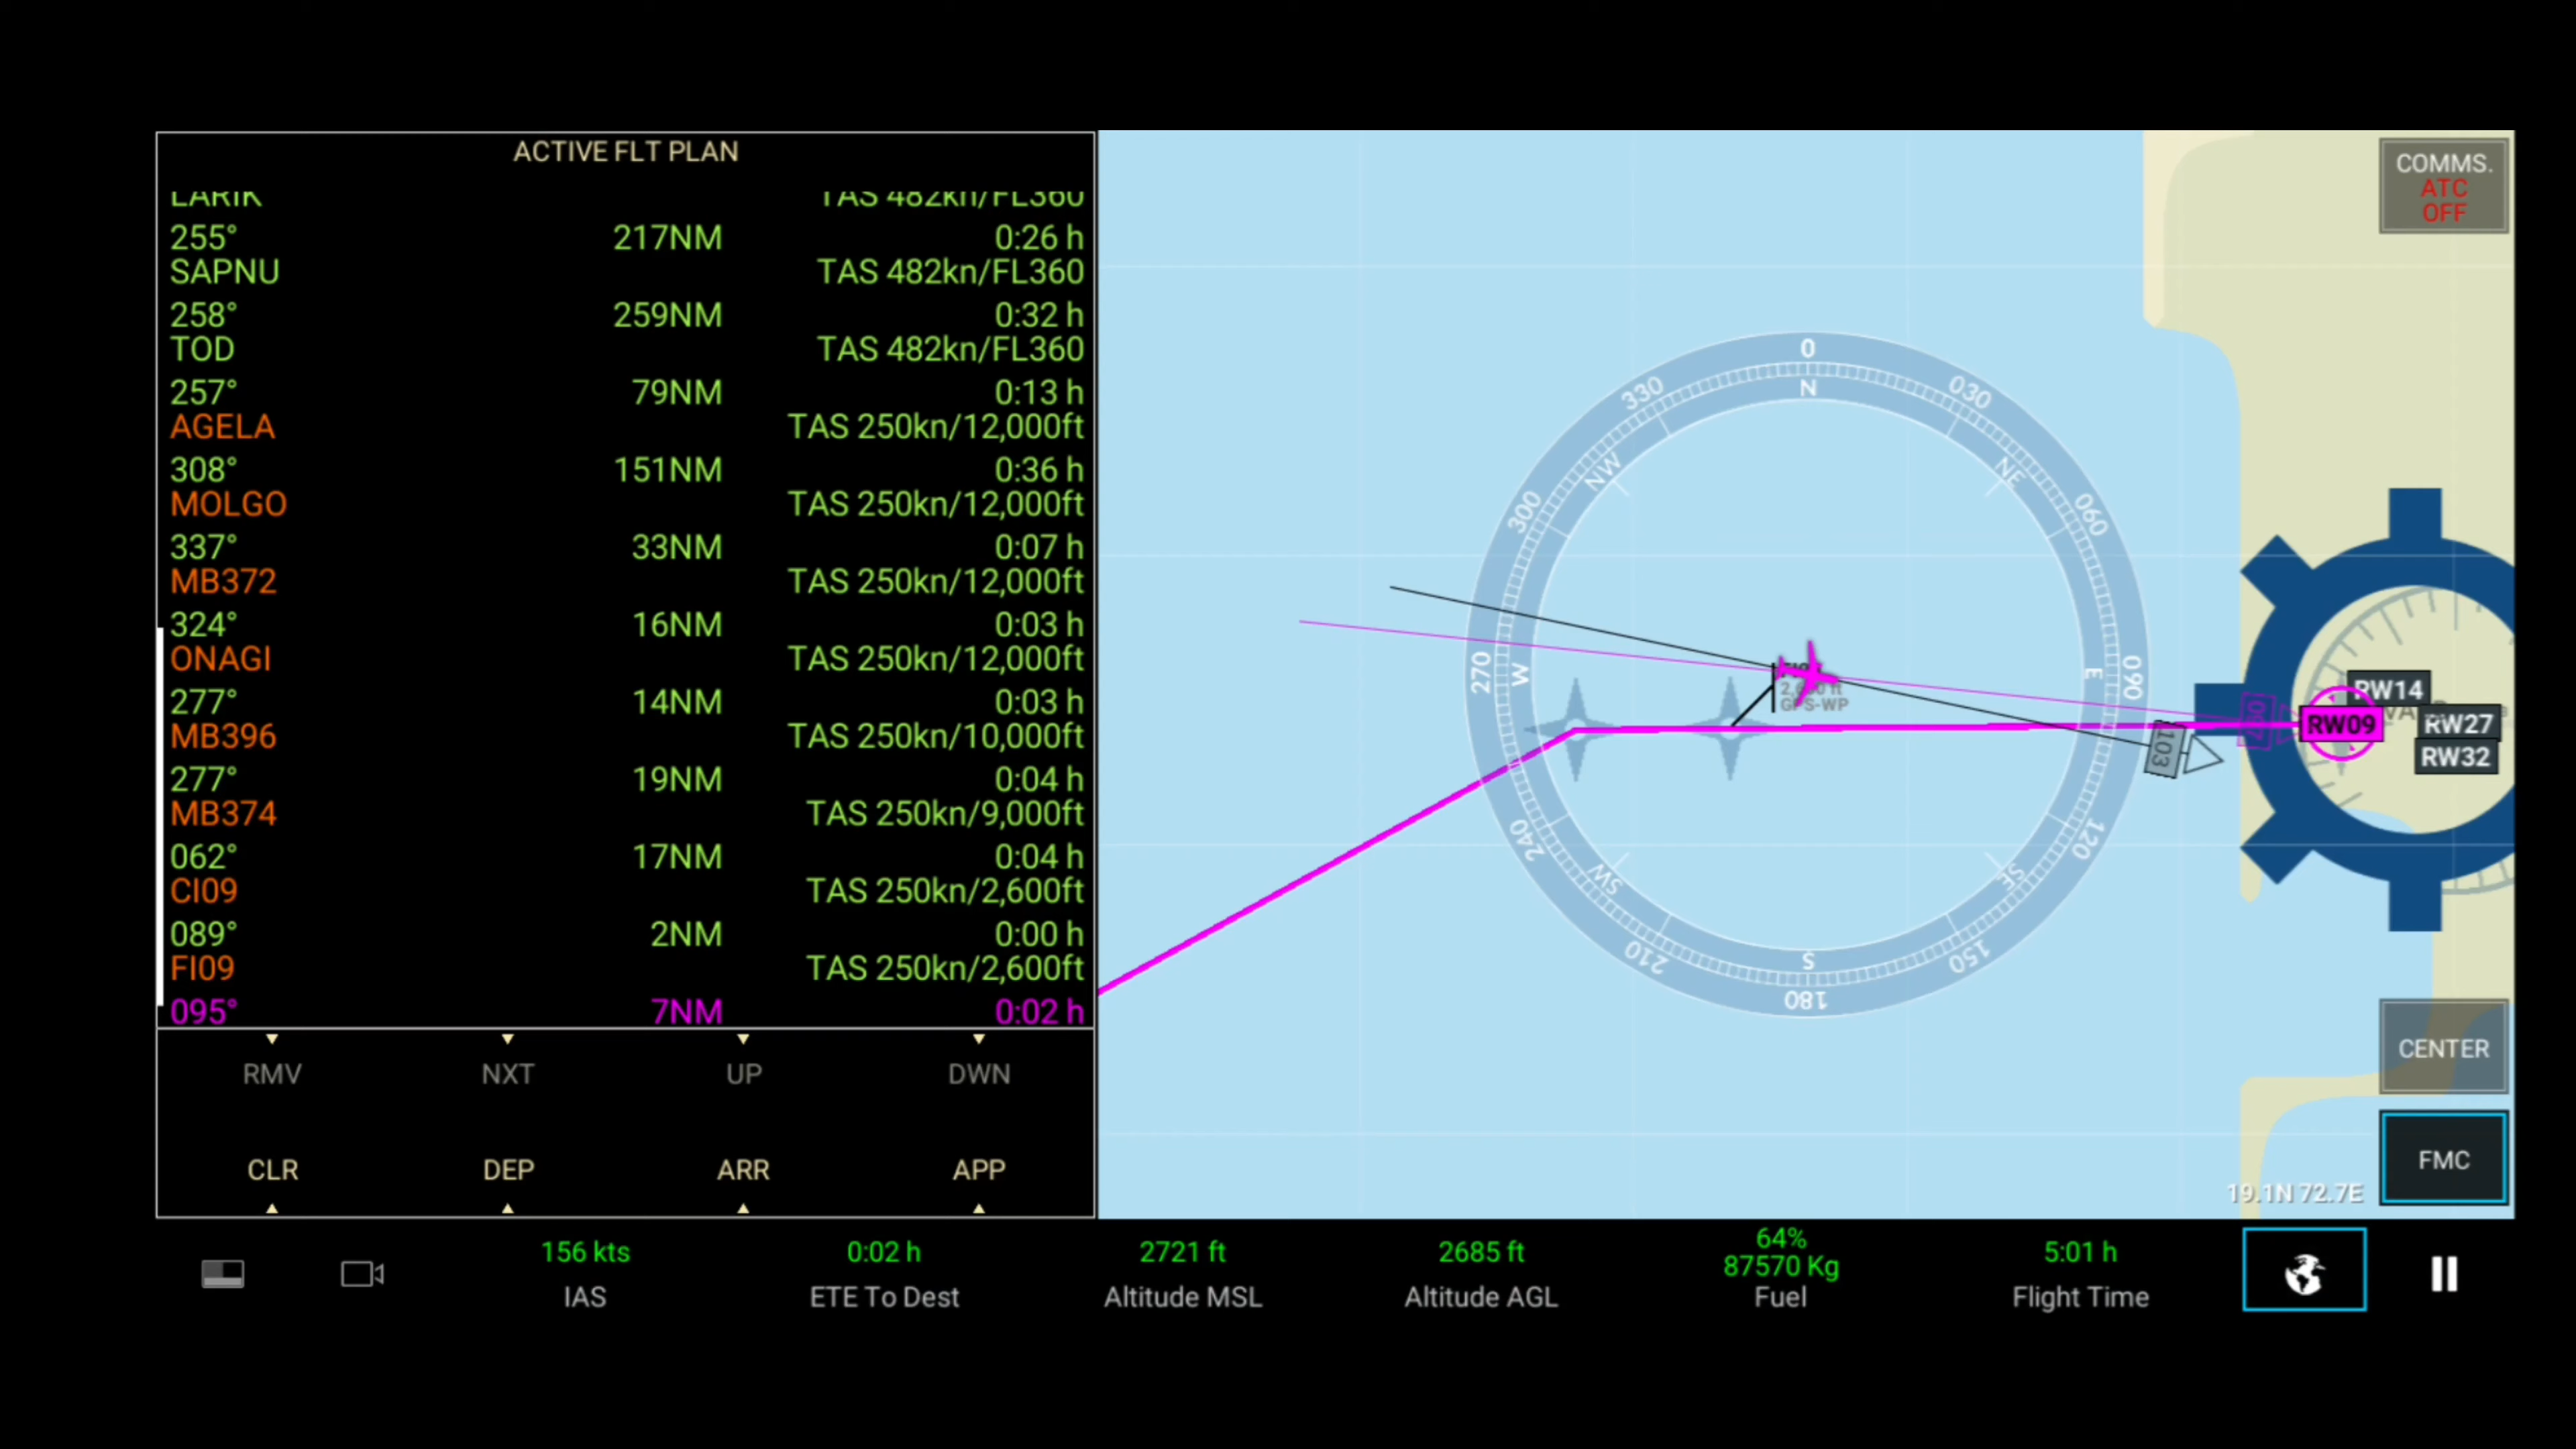 ACTIVE FLT PLAN
LARIK TAS 482kn/FL360
255° 217NM 0:26 h
SAPNU TAS 482kn/FL360
258° 259NM 0:32 h
TOD TAS 482kn/FL360
257° 79NM 0:13 h
AGELA TAS 250kn/12,000ft
308° 151NM 0:36 h
MOLGO TAS 250kn/12,000ft
337° 33NM 0:07 h
MB372 TAS 250kn/12,000ft
324° 16NM 0:03 h
ONAGI TAS 250kn/12,000ft
277° 14NM 0:03 h
MB396 TAS 250kn/10,000ft
277° 19NM 0:04 h
MB374 TAS 250kn/9,000ft
062° 17NM 0:04 h
CI09 TAS 250kn/2,600ft
089° 2NM 0:00 h
FI09 TAS 250kn/2,600ft
095° 7NM 0:02 h
RMV NXT UP DWN
CLR DEP ARR APP
COMMS.
ATC
OFF
0
N
030
NE
060
090
E
120
SE
150
180
S
210
SW
240
270
W
300
NW
330
GPS-WP
103
RW14
RW09
RW27
RW32
CENTER
FMC
19.1N 72.7E
156 kts
IAS
0:02 h
ETE To Dest
2721 ft
Altitude MSL
2685 ft
Altitude AGL
64%
87570 Kg
Fuel
5:01 h
Flight Time